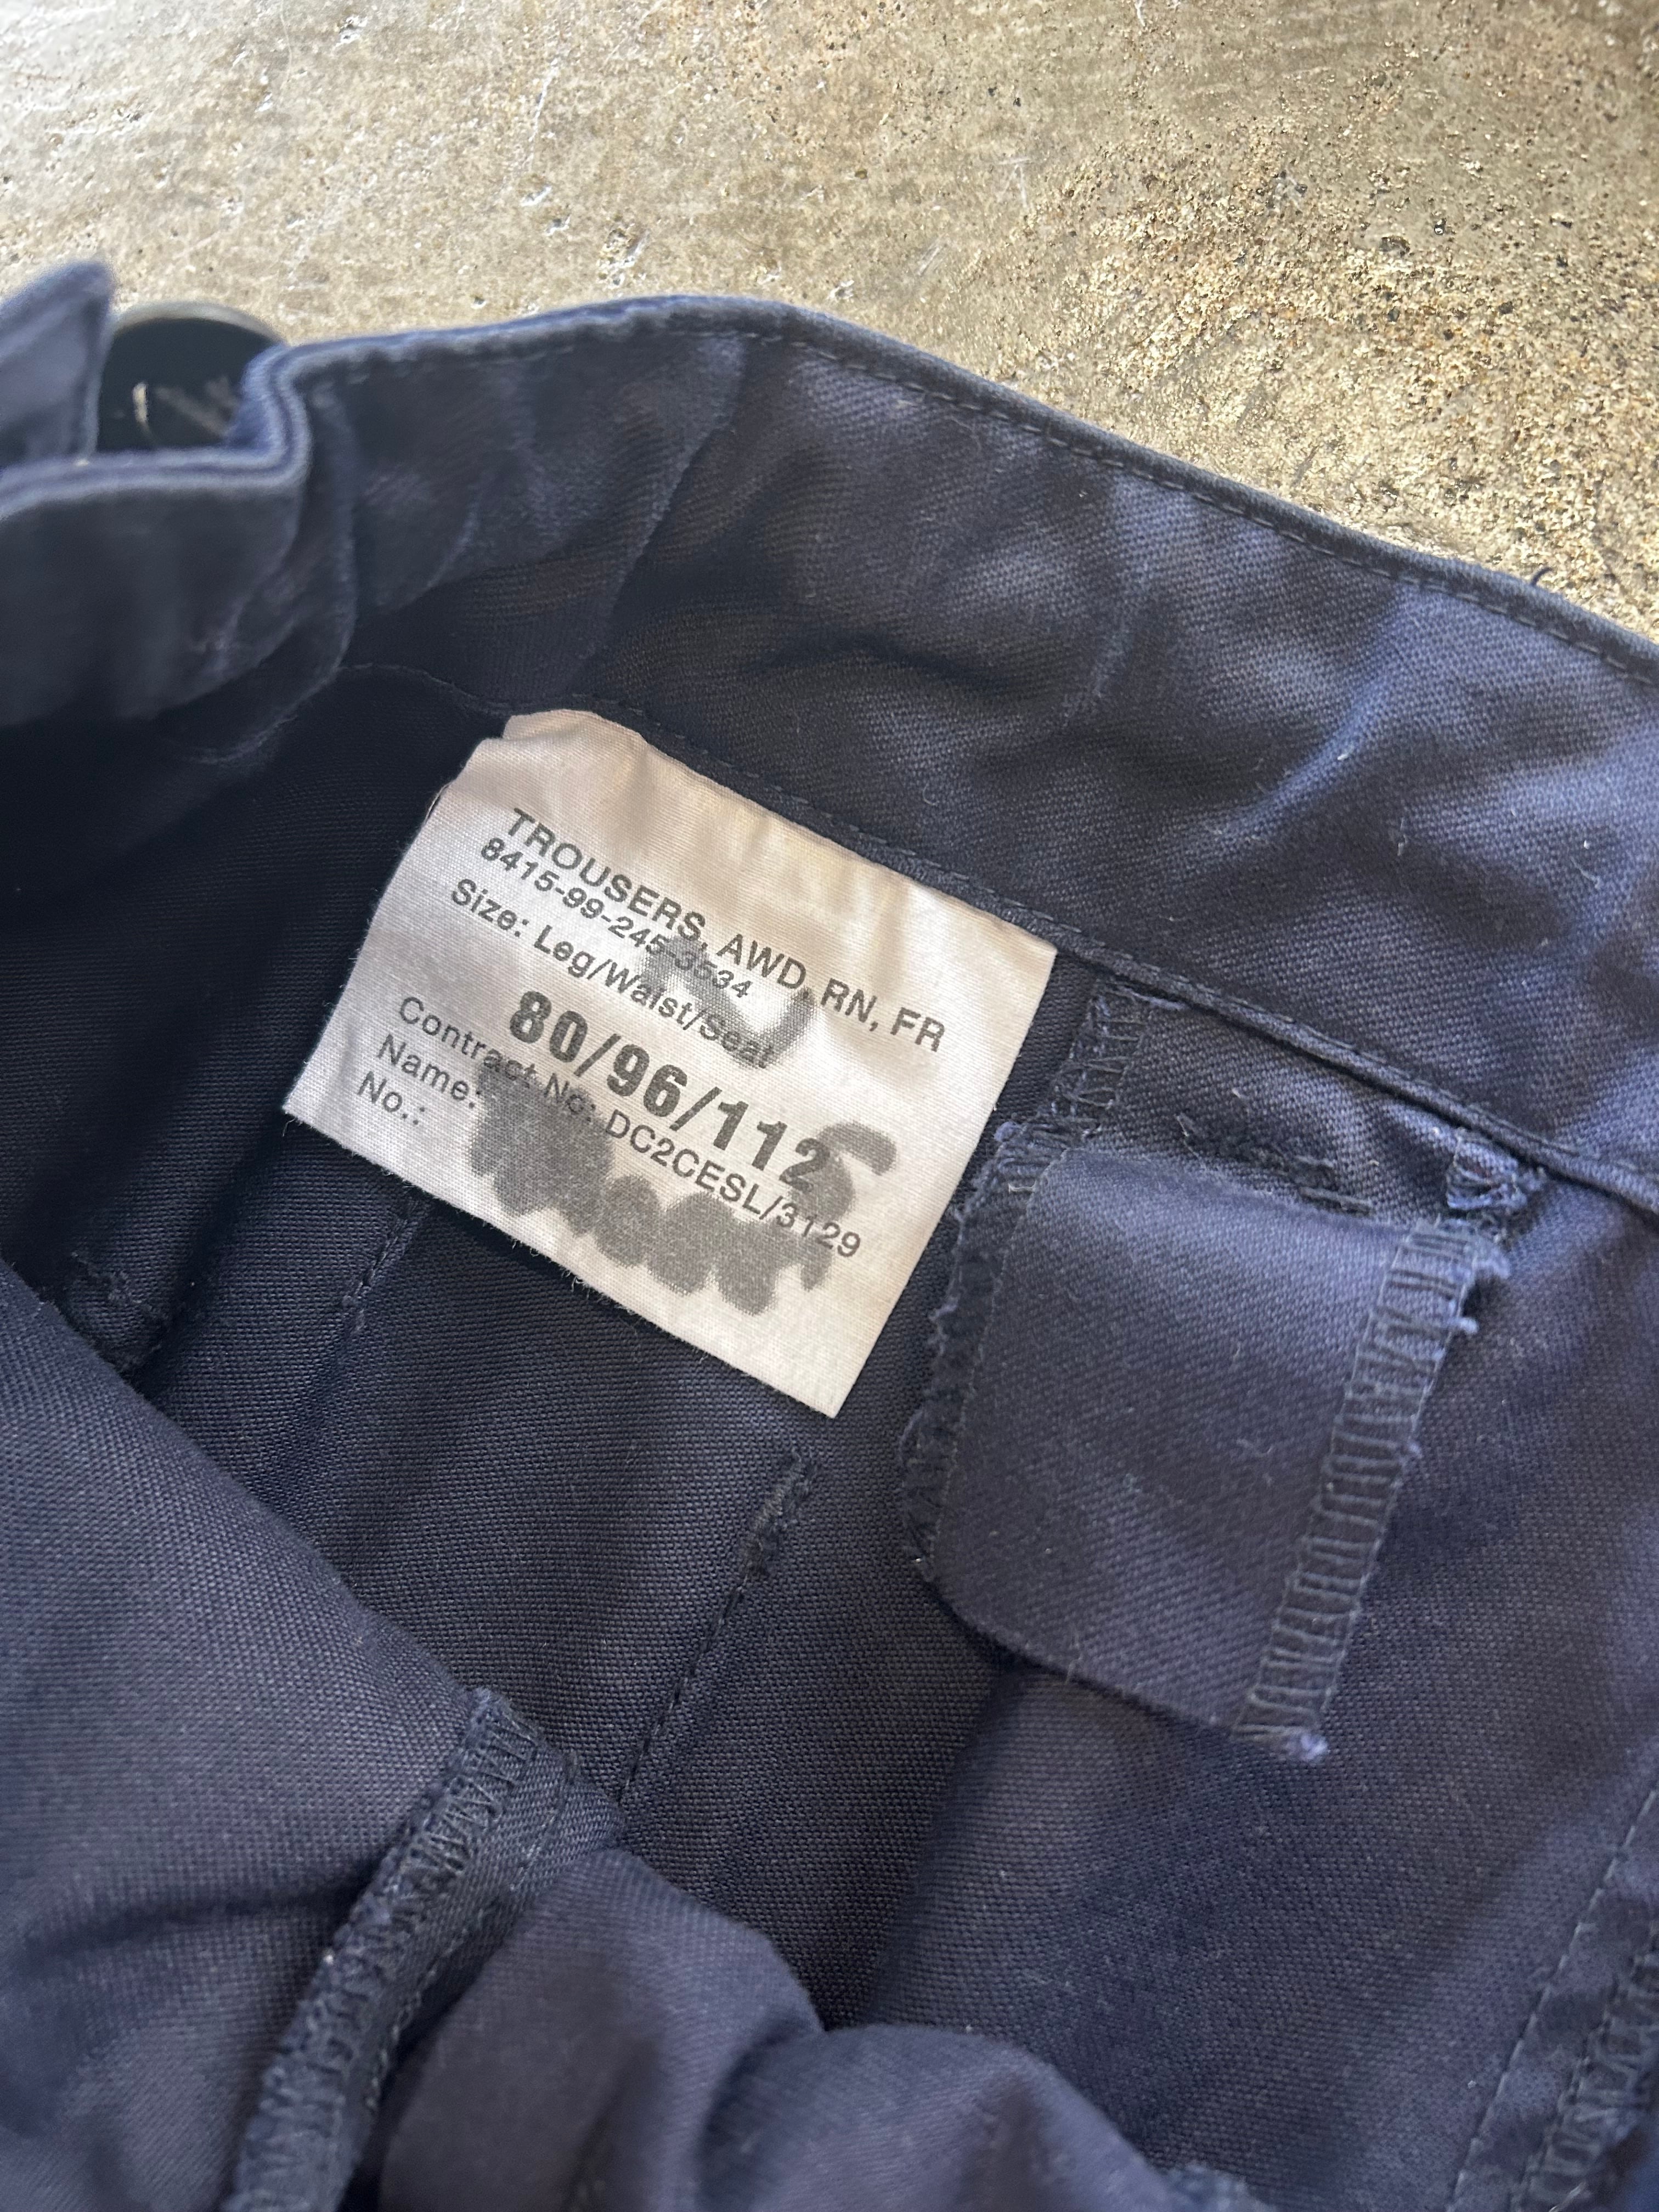 TROUSERS, AWD, RN, FR
8415-99-245-3534
Size: Leg/Waist/Seat
80/96/112
Contract No: DC2CESL/3129
Name:
No.: